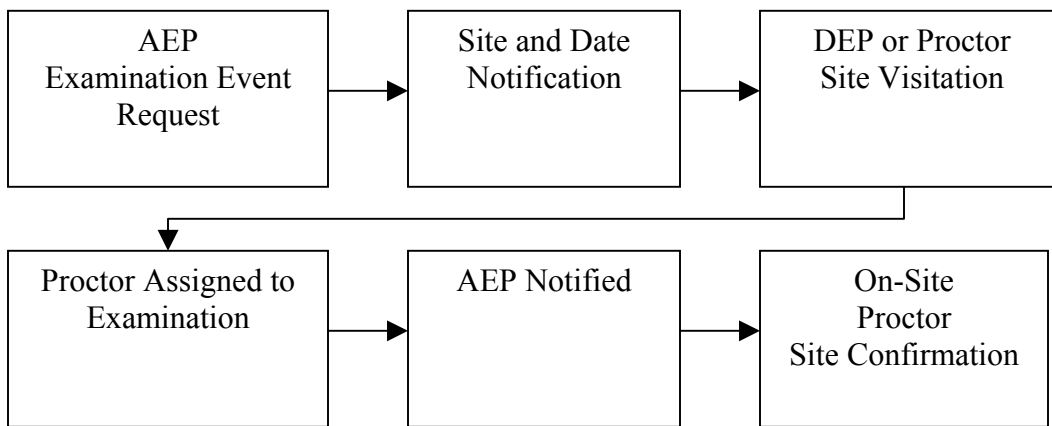 AEP
Examination Event
Request
Site and Date
Notification
DEP or Proctor
Site Visitation
Proctor Assigned to
Examination
AEP Notified
On-Site
Proctor
Site Confirmation